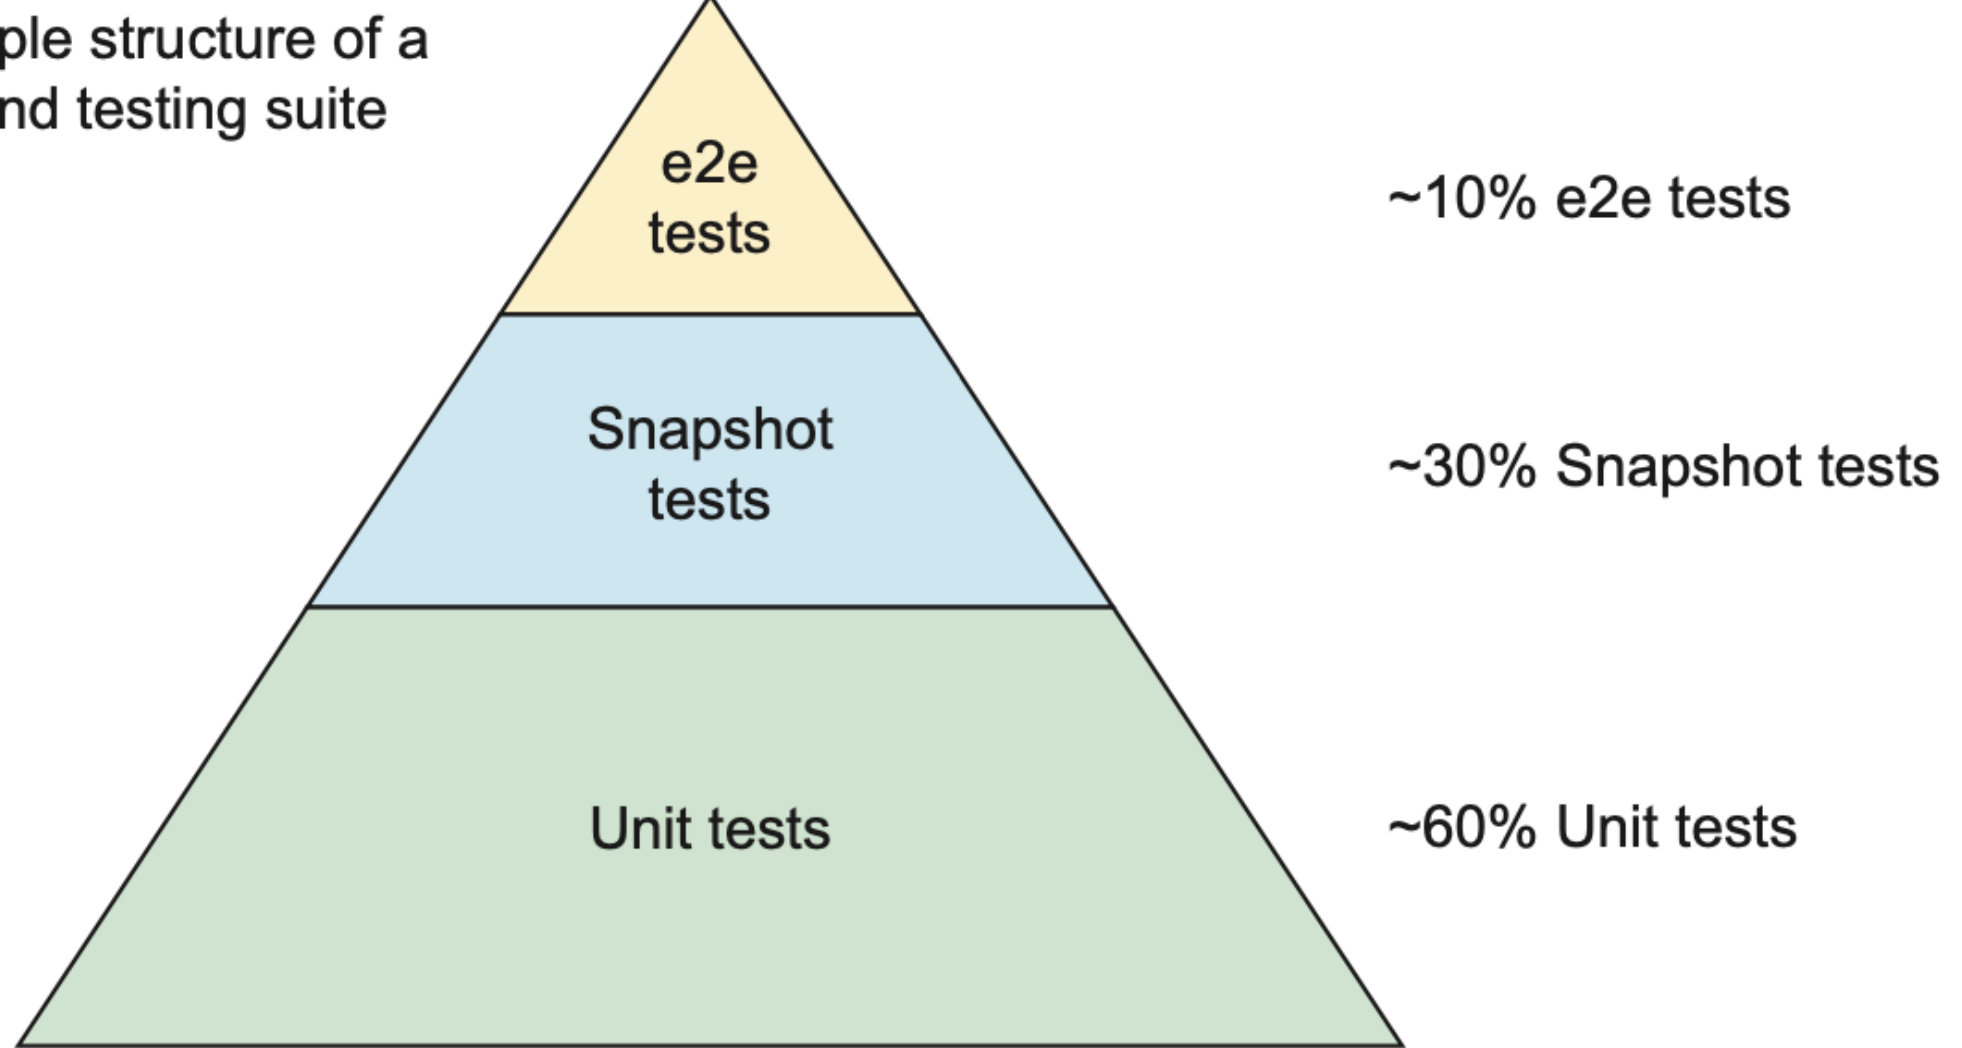 ple structure of a
nd testing suite
e2e
tests
~10% e2e tests
Snapshot
tests
~30% Snapshot tests
Unit tests
~60% Unit tests